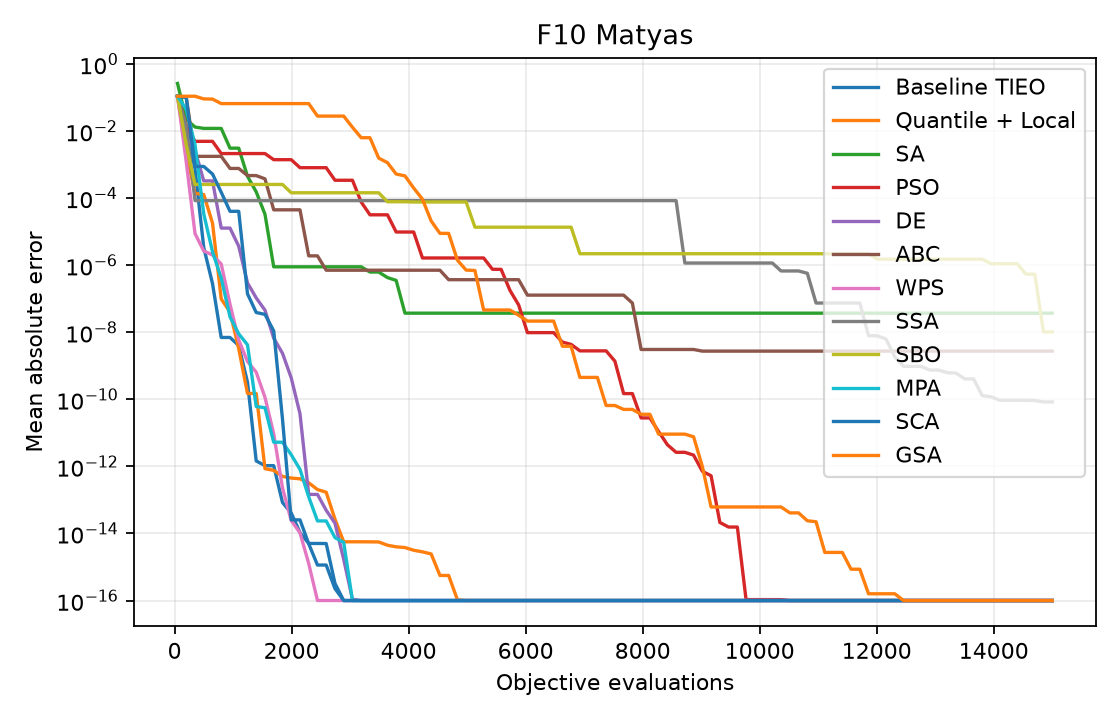 F10 Matyas
Mean absolute error
10⁰
10⁻²
10⁻⁴
10⁻⁶
10⁻⁸
10⁻¹⁰
10⁻¹²
10⁻¹⁴
10⁻¹⁶
Baseline TIEO
Quantile + Local
SA
PSO
DE
ABC
WPS
SSA
SBO
MPA
SCA
GSA
0 2000 4000 6000 8000 10000 12000 14000
Objective evaluations